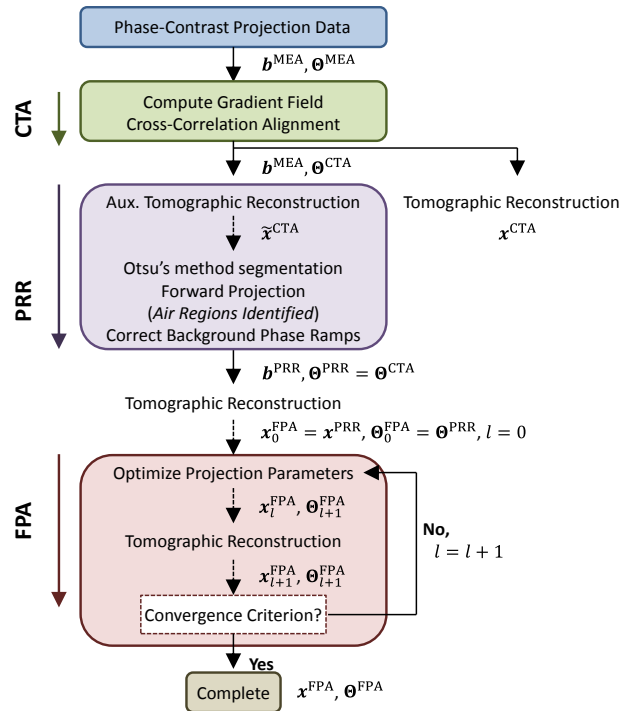 Phase-Contrast Projection Data
𝒃^MEA, 𝚯^MEA
CTA
Compute Gradient Field
Cross-Correlation Alignment
𝒃^MEA, 𝚯^CTA
Aux. Tomographic Reconstruction
Tomographic Reconstruction
𝒙̃^CTA
𝒙^CTA
PRR
Otsu's method segmentation
Forward Projection
(Air Regions Identified)
Correct Background Phase Ramps
𝒃^PRR, 𝚯^PRR = 𝚯^CTA
Tomographic Reconstruction
𝒙_0^FPA = 𝒙^PRR, 𝚯_0^FPA = 𝚯^PRR, l = 0
FPA
Optimize Projection Parameters
𝒙_l^FPA, 𝚯_{l+1}^FPA
No,
l = l + 1
Tomographic Reconstruction
𝒙_{l+1}^FPA, 𝚯_{l+1}^FPA
Convergence Criterion?
Yes
Complete
𝒙^FPA, 𝚯^FPA